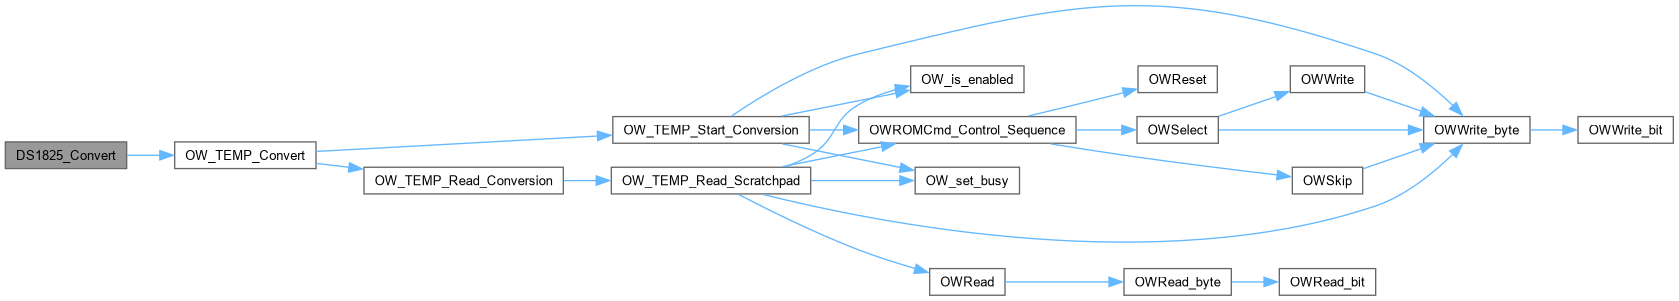 DS1825_Convert
OW_TEMP_Convert
OW_TEMP_Start_Conversion
OW_TEMP_Read_Conversion
OW_TEMP_Read_Scratchpad
OW_is_enabled
OWROMCmd_Control_Sequence
OW_set_busy
OWRead
OWReset
OWSelect
OWSkip
OWRead_byte
OWWrite
OWRead_bit
OWWrite_byte
OWWrite_bit